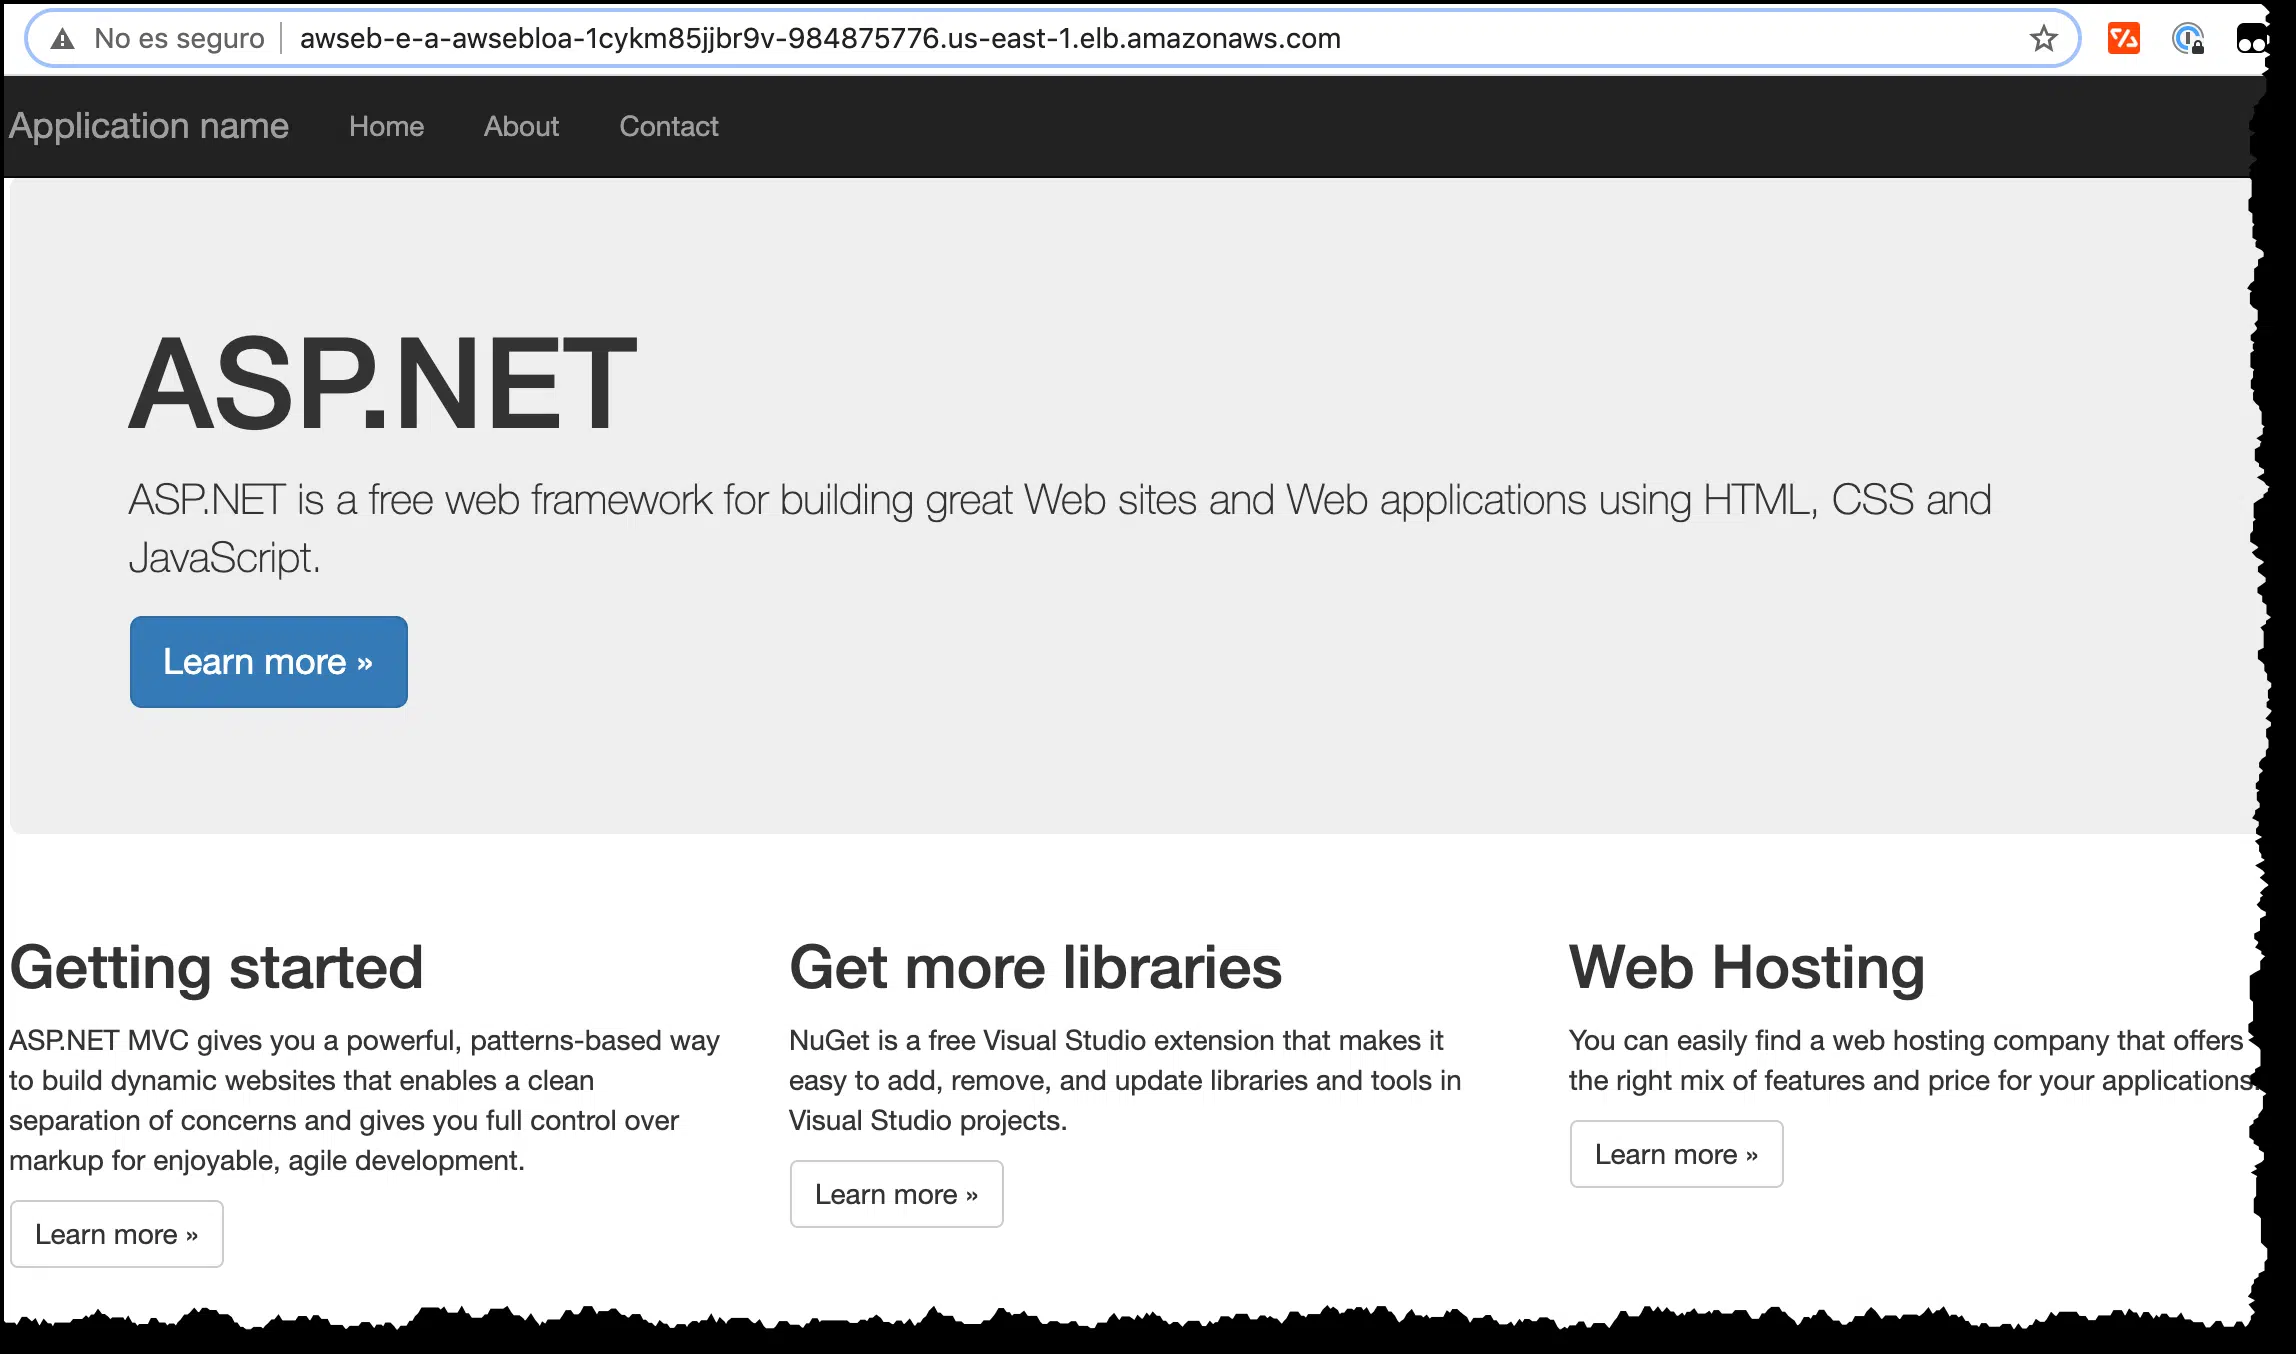 No es seguro | awseb-e-a-awsebloa-1cykm85jjbr9v-984875776.us-east-1.elb.amazonaws.com
Application name Home About Contact
ASP.NET
ASP.NET is a free web framework for building great Web sites and Web applications using HTML, CSS and
JavaScript.
Learn more »
Getting started
ASP.NET MVC gives you a powerful, patterns-based way
to build dynamic websites that enables a clean
separation of concerns and gives you full control over
markup for enjoyable, agile development.
Learn more »
Get more libraries
NuGet is a free Visual Studio extension that makes it
easy to add, remove, and update libraries and tools in
Visual Studio projects.
Learn more »
Web Hosting
You can easily find a web hosting company that offers
the right mix of features and price for your applications.
Learn more »